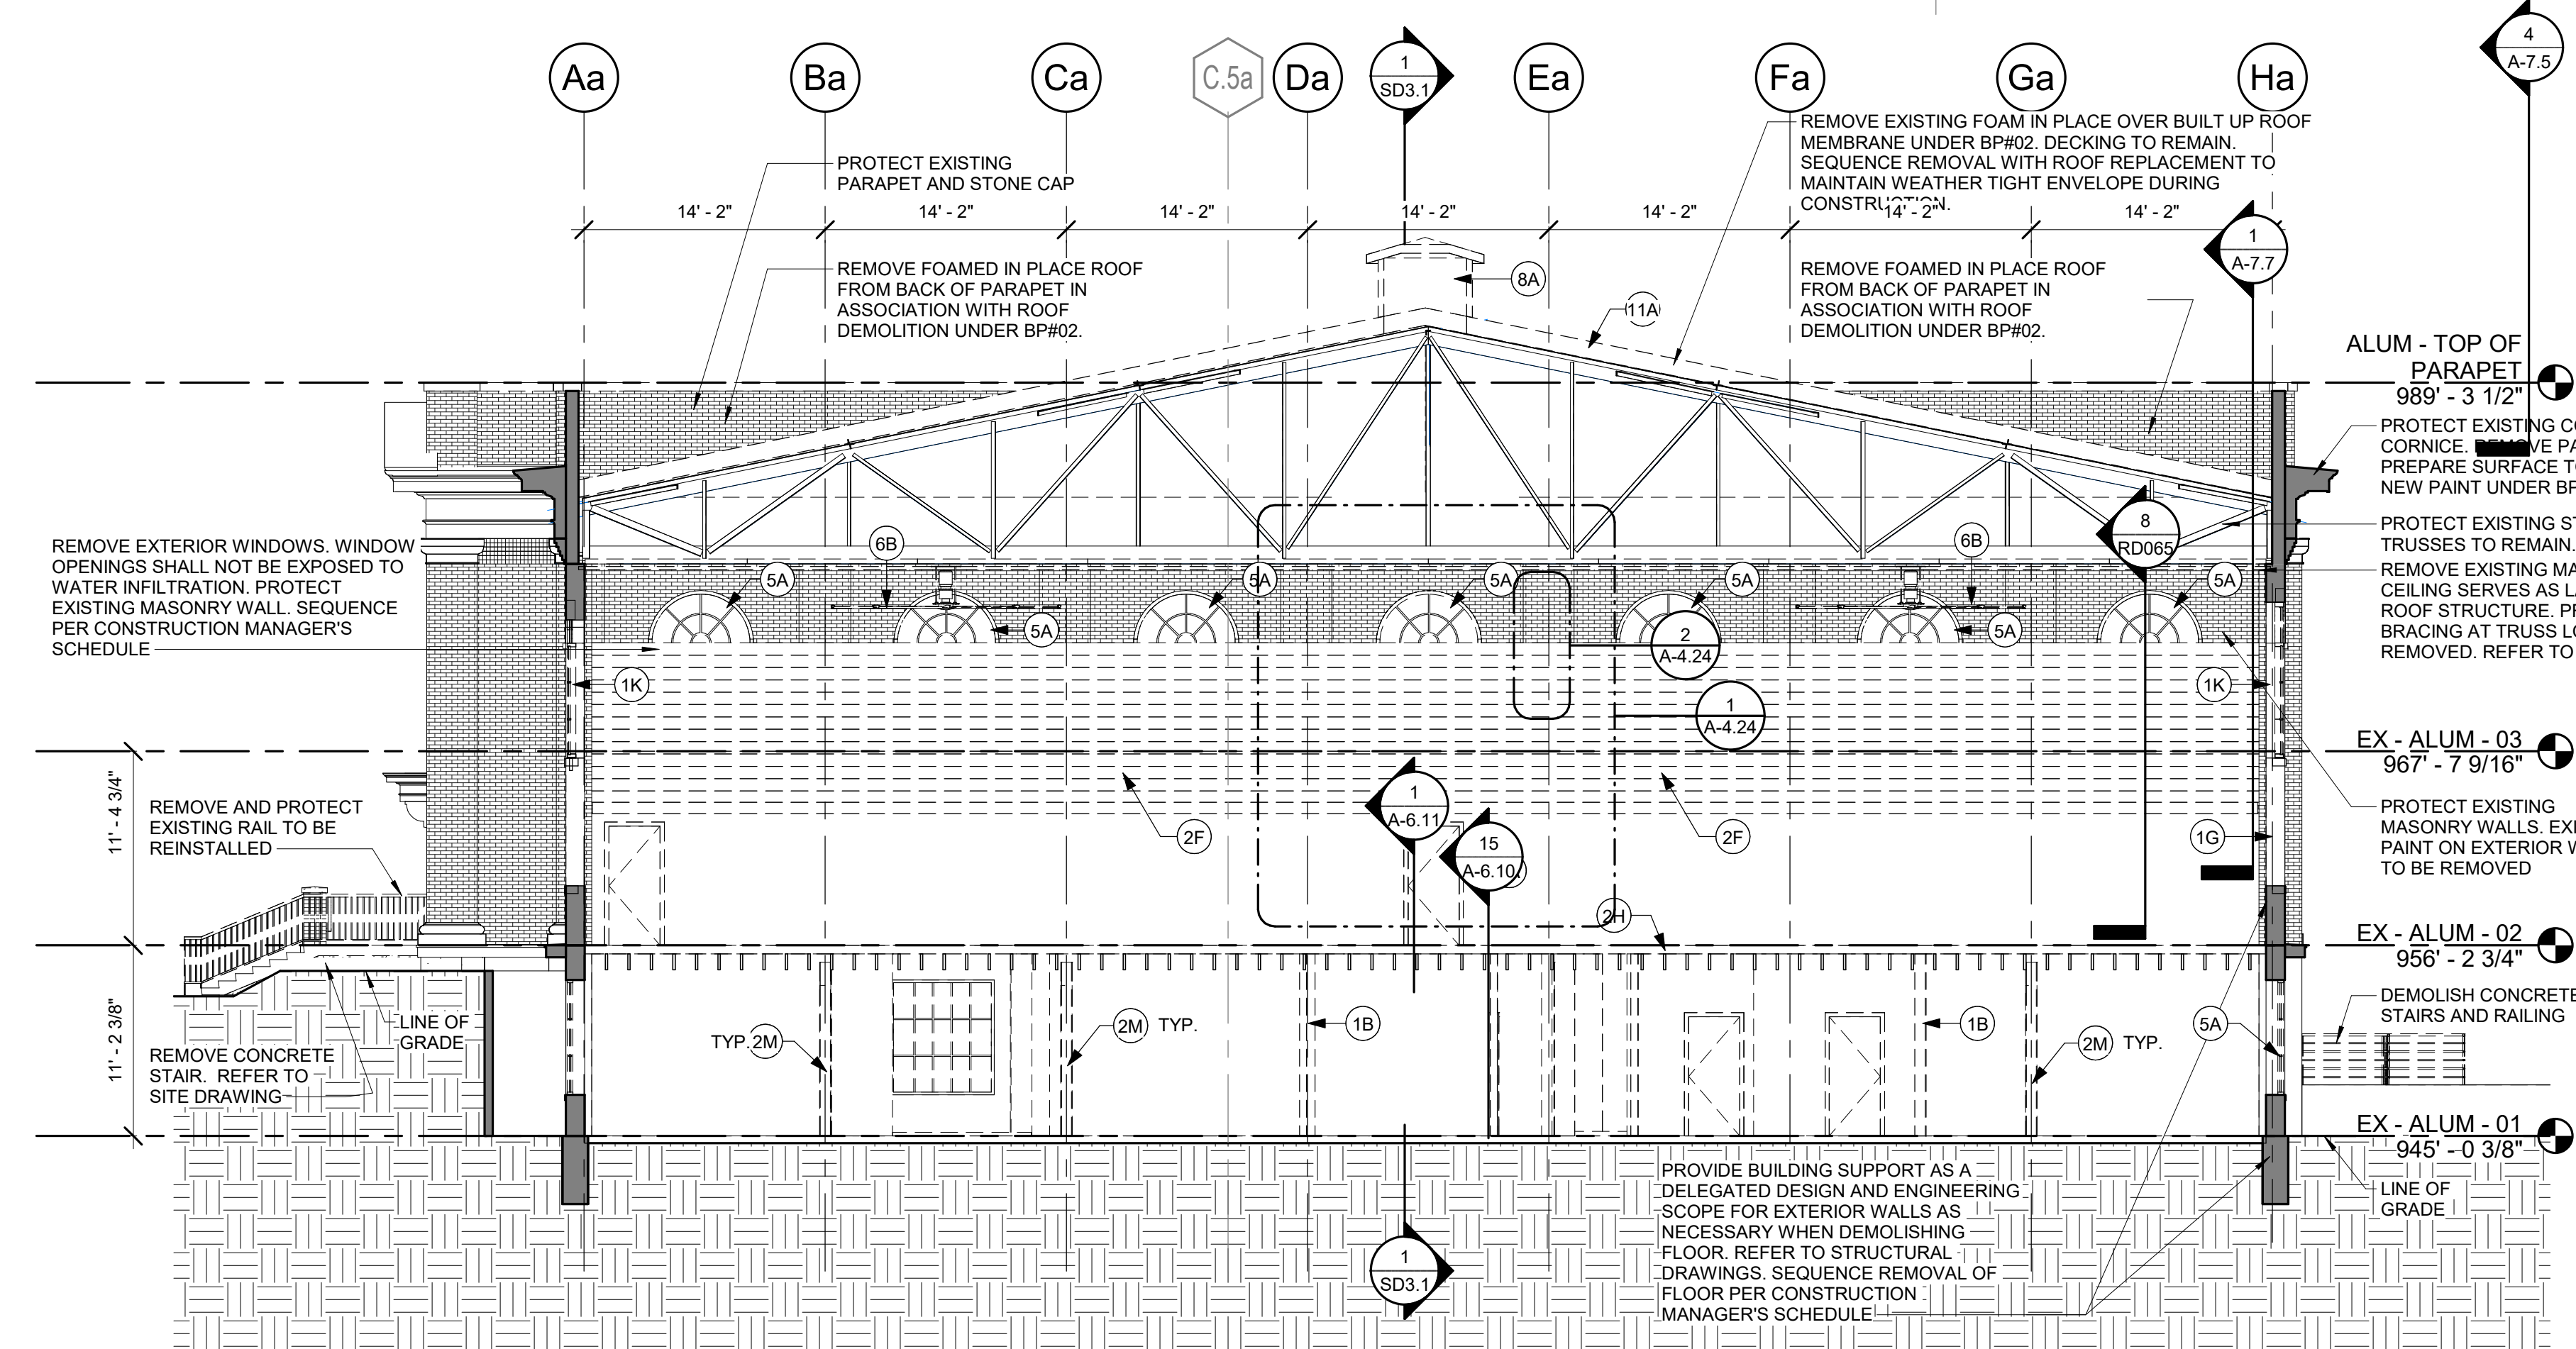 Aa
Ba
Ca
C.5a
Da
1
SD3.1
Ea
Fa
Ga
Ha
4
A-7.5
PROTECT EXISTING
PARAPET AND STONE CAP
REMOVE EXISTING FOAM IN PLACE OVER BUILT UP ROOF
MEMBRANE UNDER BP#02. DECKING TO REMAIN.
SEQUENCE REMOVAL WITH ROOF REPLACEMENT TO
MAINTAIN WEATHER TIGHT ENVELOPE DURING
CONSTRUCTION.
14' - 2"
14' - 2"
14' - 2"
14' - 2"
14' - 2"
14' - 2"
14' - 2"
1
A-7.7
REMOVE FOAMED IN PLACE ROOF
FROM BACK OF PARAPET IN
ASSOCIATION WITH ROOF
DEMOLITION UNDER BP#02.
8A
11A
REMOVE FOAMED IN PLACE ROOF
FROM BACK OF PARAPET IN
ASSOCIATION WITH ROOF
DEMOLITION UNDER BP#02.
ALUM - TOP OF
PARAPET
989' - 3 1/2"
PROTECT EXISTING
CORNICE. REMOVE
PREPARE SURFACE
NEW PAINT UNDER
PROTECT EXISTING
TRUSSES TO REMAIN.
REMOVE EXISTING
CEILING SERVES AS
ROOF STRUCTURE.
BRACING AT TRUSS
REMOVED. REFER TO
8
RD065
REMOVE EXTERIOR WINDOWS. WINDOW
OPENINGS SHALL NOT BE EXPOSED TO
WATER INFILTRATION. PROTECT
EXISTING MASONRY WALL. SEQUENCE
PER CONSTRUCTION MANAGER'S
SCHEDULE
6B
6B
5A
5A
5A
5A
5A
5A
5A
2
A-4.24
1K
1K
1
A-4.24
EX - ALUM - 03
967' - 7 9/16"
11' - 4 3/4"
REMOVE AND PROTECT
EXISTING RAIL TO BE
REINSTALLED
1
A-6.11
2F
2F
1G
15
A-6.10
PROTECT EXISTING
MASONRY WALLS.
PAINT ON EXTERIOR
TO BE REMOVED
2H
EX - ALUM - 02
956' - 2 3/4"
11' - 2 3/8"
LINE OF
GRADE
REMOVE CONCRETE
STAIR. REFER TO
SITE DRAWING
TYP.
2M
2M
TYP.
1B
1B
2M
TYP.
5A
DEMOLISH CONCRETE
STAIRS AND RAILING
EX - ALUM - 01
945' - 0 3/8"
LINE OF
GRADE
PROVIDE BUILDING SUPPORT AS A
DELEGATED DESIGN AND ENGINEERING
SCOPE FOR EXTERIOR WALLS AS
NECESSARY WHEN DEMOLISHING
FLOOR. REFER TO STRUCTURAL
DRAWINGS. SEQUENCE REMOVAL OF
FLOOR PER CONSTRUCTION
MANAGER'S SCHEDULE
1
SD3.1